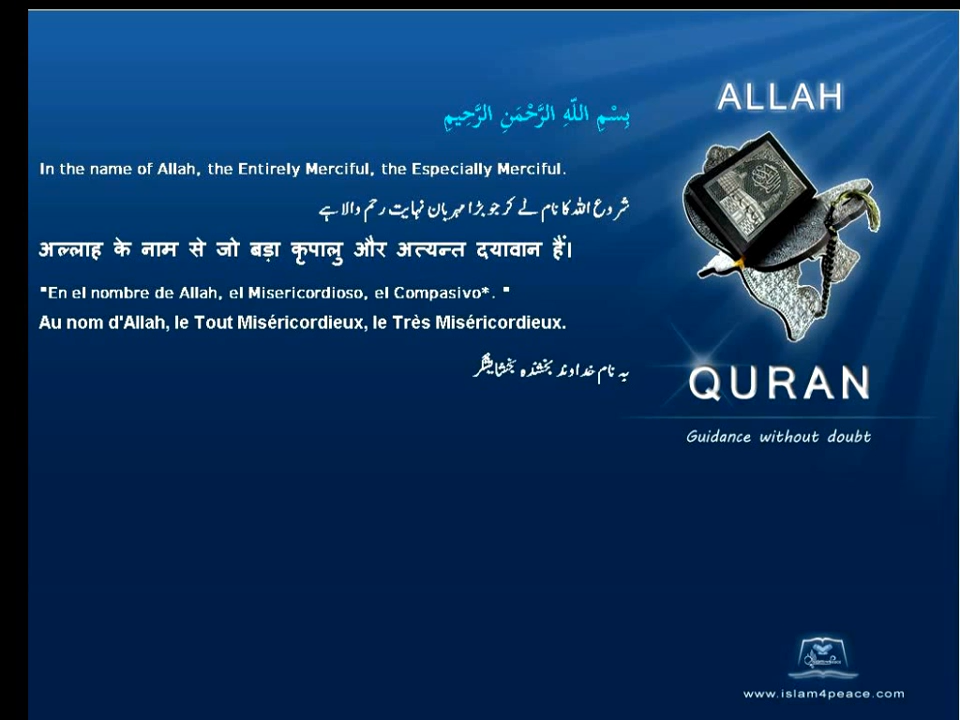 بِسْمِ اللّهِ الرَّحْمَنِ الرَّحِيمِ
In the name of Allah, the Entirely Merciful, the Especially Merciful.
شروع الله کا نام لے کر جو بڑا مہربان نہایت رحم والا ہے
अल्लाह के नाम से जो बड़ा कृपालु और अत्यन्त दयावान हैं।
"En el nombre de Allah, el Misericordioso, el Compasivo*. "
Au nom d'Allah, le Tout Miséricordieux, le Très Miséricordieux.
به نام خداوند بخشنده بخشایشگر
ALLAH
QURAN
Guidance without doubt
www.islam4peace.com